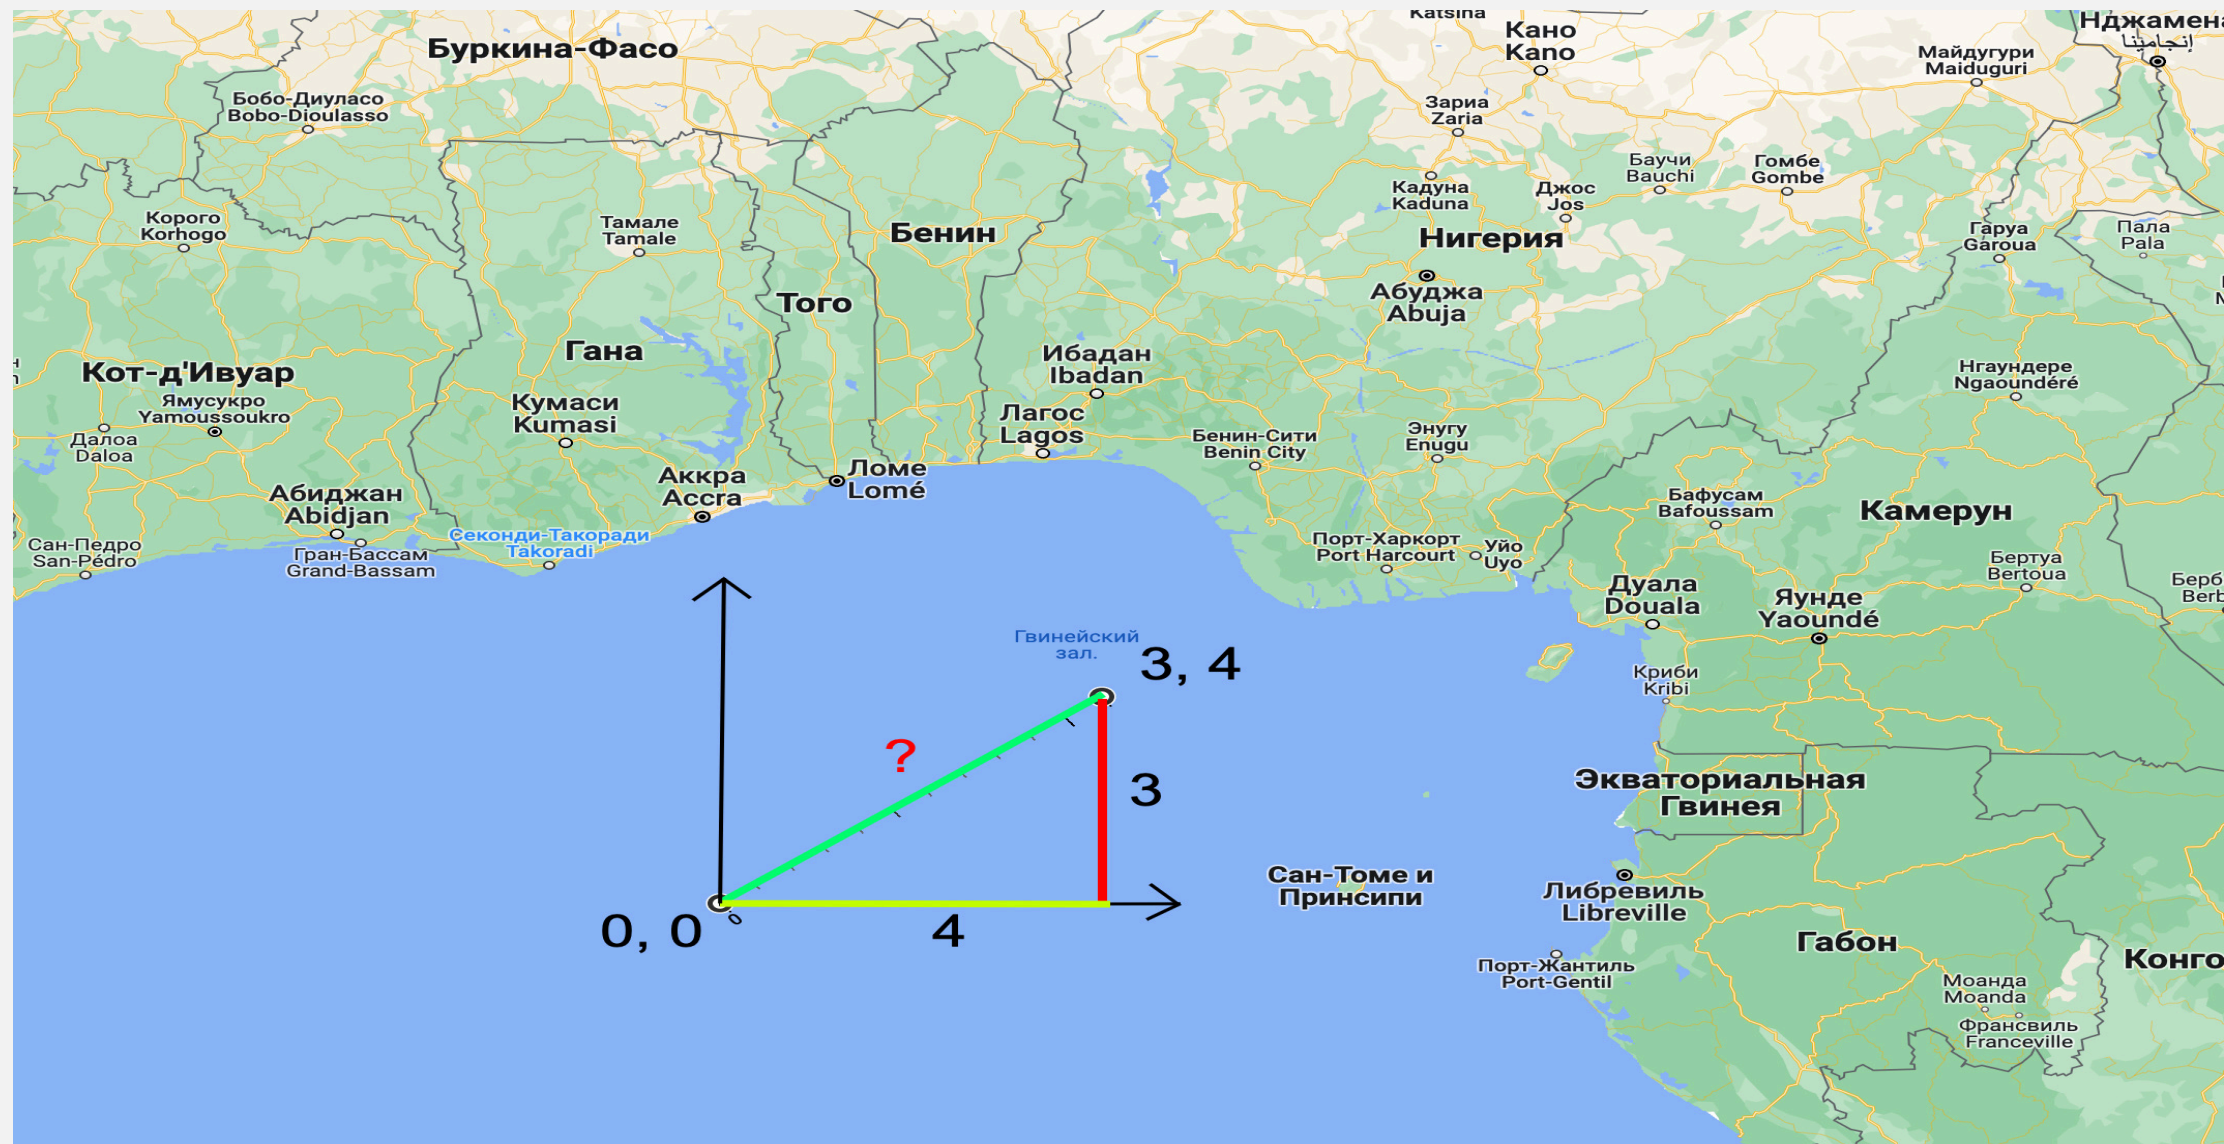 Katsina
Нджамена
إنجامينا
Буркина-Фасо
Кано
Kano
Майдугури
Maiduguri
Бобо-Диуласо
Bobo-Dioulasso
Зариа
Zaria
Баучи
Bauchi
Гомбе
Gombe
Кадуна
Kaduna
Джос
Jos
Корого
Korhogo
Тамале
Tamale
Бенин
Нигерия
Гаруа
Garoua
Пала
Pala
Абуджа
Abuja
Того
Гана
Ибадан
Ibadan
Кот-д'Ивуар
Ямусукро
Yamoussoukro
Нгаундере
Ngaoundéré
Кумаси
Kumasi
Лагос
Lagos
Далоа
Daloa
Бенин-Сити
Benin City
Энугу
Enugu
Аккра
Accra
Ломе
Lomé
Абиджан
Abidjan
Бафусам
Bafoussam
Камерун
Секонди-Такоради
Takoradi
Сан-Педро
San-Pédro
Гран-Бассам
Grand-Bassam
Порт-Харкорт
Port Harcourt
Уйо
Uyo
Бертуа
Bertoua
Берб
Berb
Дуала
Douala
Яунде
Yaoundé
Гвинейский
зал.
3, 4
Криби
Kribi
?
3
Экваториальная
Гвинея
Сан-Томе и
Принсипи
Либревиль
Libreville
0, 0
0
4
Габон
Конго
Порт-Жантиль
Port-Gentil
Моанда
Moanda
Франсвиль
Franceville